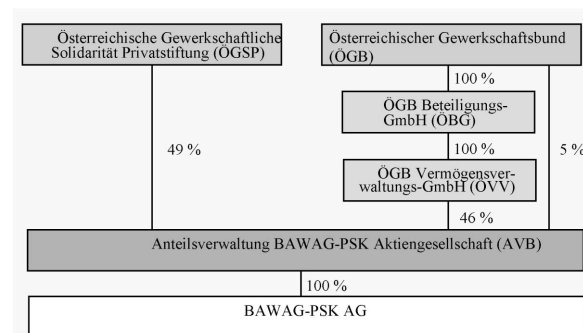 Österreichische Gewerkschaftliche
Solidarität Privatstiftung (ÖGSP)
Österreichischer Gewerkschaftsbund
(ÖGB)
100 %
ÖGB Beteiligungs-
GmbH (ÖBG)
49 %
100 %
5 %
ÖGB Vermögensver-
waltungs-GmbH (ÖVV)
46 %
Anteilsverwaltung BAWAG-PSK Aktiengesellschaft (AVB)
100 %
BAWAG-PSK AG